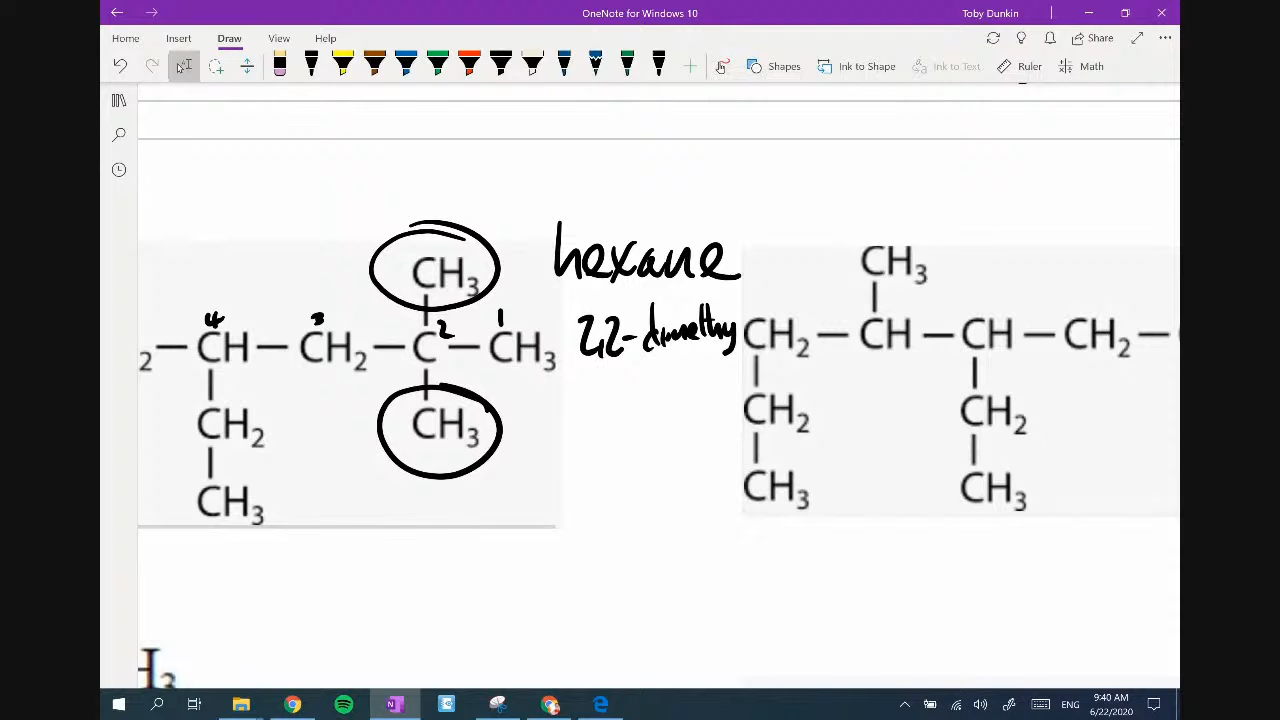 OneNote for Windows 10
Toby Dunkin
Home Insert Draw View Help
Share
Shapes Ink to Shape Ink to Text Ruler Math
CH3
hexane
CH3
4 3 2 1
2,2-dimethy
2 — CH — CH2 — C — CH3
CH2 — CH — CH — CH2 —
CH2 CH3
CH2 CH2
CH3
CH3 CH3
H3
9:40 AM
ENG
6/22/2020